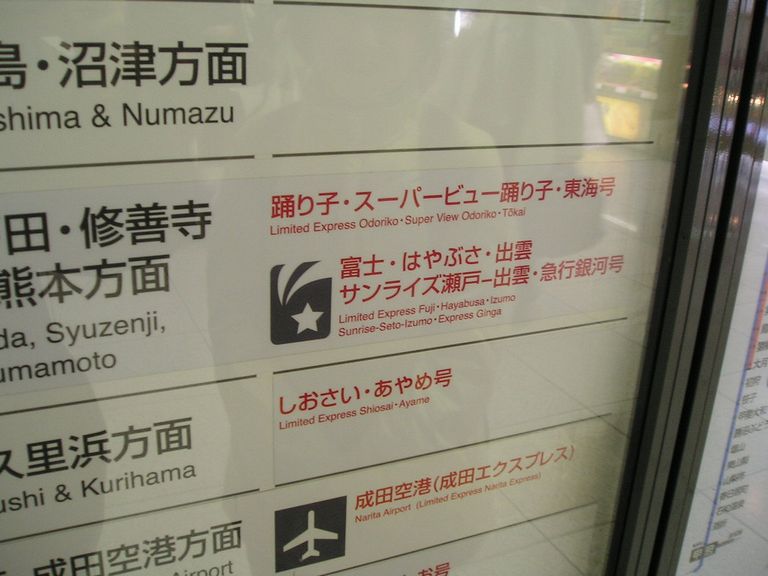 島・沼津方面
shima & Numazu
踊り子・スーパービュー踊り子・東海号
Limited Express Odoriko・Super View Odoriko・Tōkai
田・修善寺
熊本方面
da, Syuzenji,
umamoto
富士・はやぶさ・出雲
サンライズ瀬戸−出雲・急行銀河号
Limited Express Fuji・Hayabusa・Izumo
Sunrise-Seto-Izumo・Express Ginga
しおさい・あやめ号
Limited Express Shiosai・Ayame
久里浜方面
ushi & Kurihama
成田空港(成田エクスプレス)
Narita Airport (Limited Express Narita Express)
成田空港方面
Airport